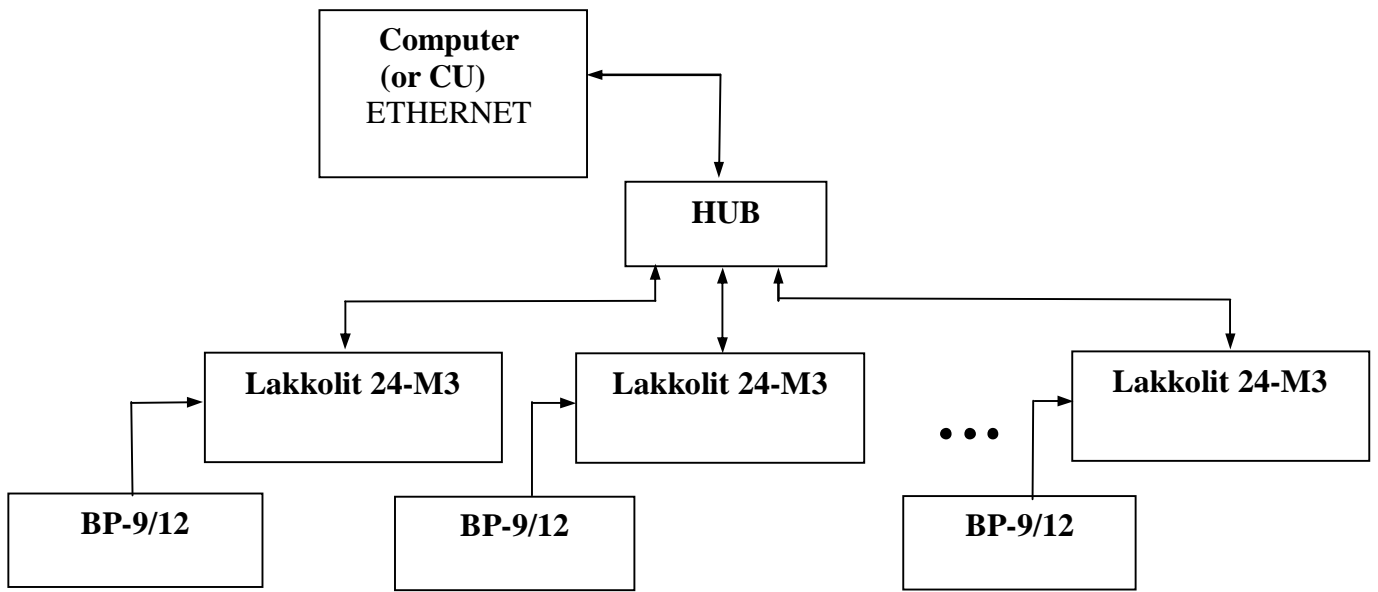 Computer
(or CU)
ETHERNET
HUB
Lakkolit 24-M3
Lakkolit 24-M3
Lakkolit 24-M3
...
BP-9/12
BP-9/12
BP-9/12